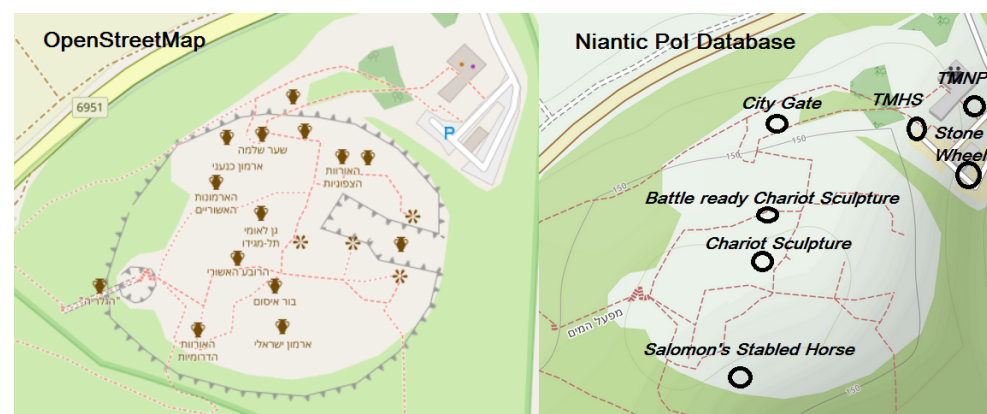 OpenStreetMap
6951
P
שער שלמה
ארמון כנעני
האורוות
הצפוניות
הארמונות
האשוריים
גן לאומי
תל-מגידו
הרובע האשורי
הגלריה
בור איסום
האורוות
הדרומיות
ארמון ישראלי
Niantic PoI Database
City Gate
TMHS
TMNP
Stone
Wheel
150
150
150
Battle ready Chariot Sculpture
Chariot Sculpture
מפעל המים
Salomon's Stabled Horse
150